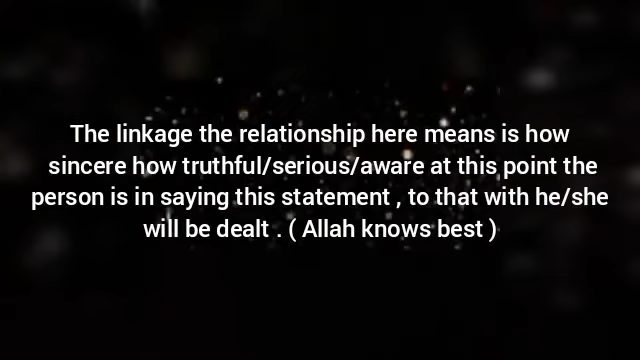 The linkage the relationship here means is how
sincere how truthful/serious/aware at this point the
person is in saying this statement , to that with he/she
will be dealt . ( Allah knows best )